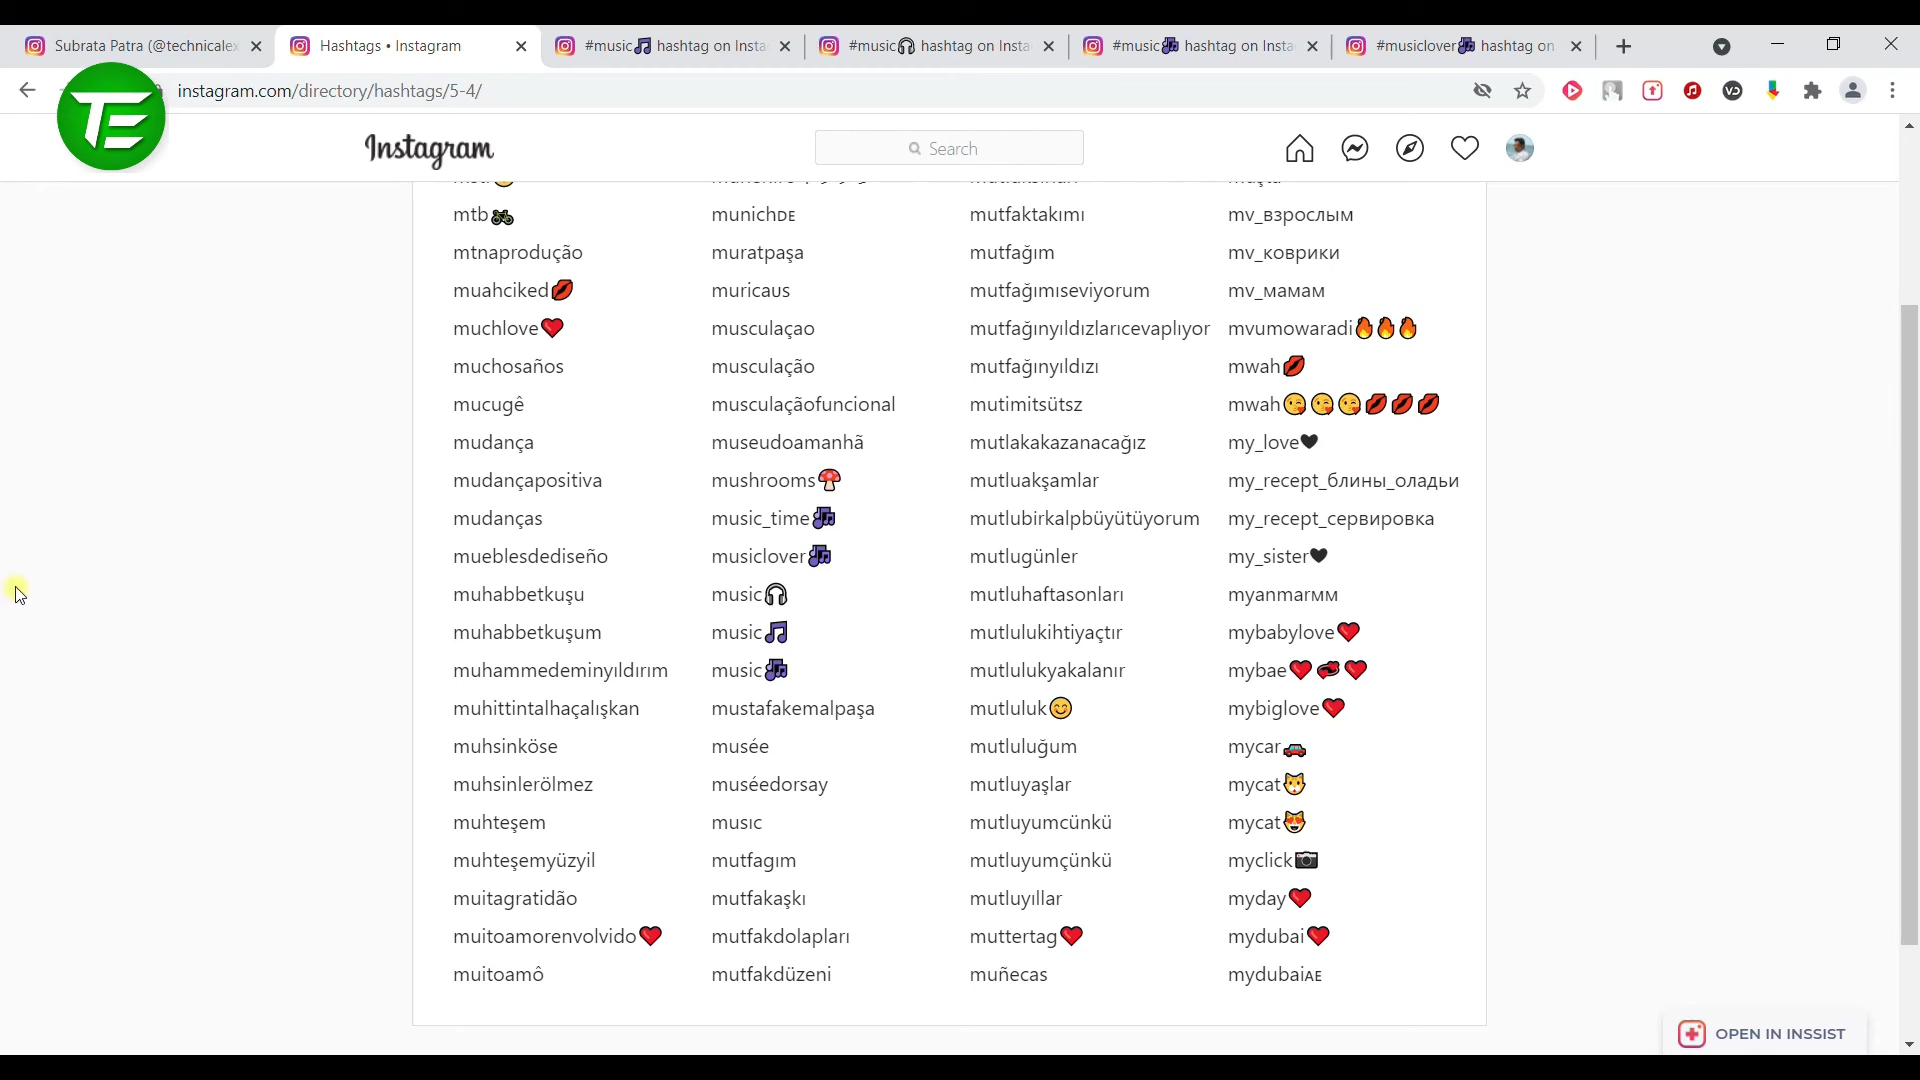 Subrata Patra (@technicale
Hashtags • Instagram
#music🎵 hashtag on Insta
#music🎧 hashtag on Insta
#music🎶 hashtag on Insta
#musiclover🎶 hashtag on
instagram.com/directory/hashtags/5-4/
TE
Instagram
Search
mtb🚲
munichDE
mutfaktakımı
mv_взрослым
mtnaprodução
muratpaşa
mutfağım
mv_коврики
muahciked💋
muricaUS
mutfağımıseviyorum
mv_мамам
muchlove❤️
musculaçao
mutfağınyıldızlarıcevaplıyor
mvumowaradi🔥🔥🔥
muchosaños
musculação
mutfağınyıldızı
mwah💋
mucugê
musculaçãofuncional
mutimitsütsz
mwah😘😘😘💋💋💋
mudança
museudoamanhã
mutlakakazanacağız
my_love🖤
mudançapositiva
mushrooms🍄
mutluakşamlar
my_recept_блины_оладьи
mudanças
music_time🎶
mutlubirkalpbüyütüyorum
my_recept_сервировка
mueblesdediseño
musiclover🎶
mutlugünler
my_sister🖤
muhabbetkuşu
music🎧
mutluhaftasonları
myanmarMM
muhabbetkuşum
music🎵
mutlulukihtiyaçtır
mybabylove❤️
muhammedeminyıldırım
music🎶
mutlulukyakalanır
mybae❤️💞❤️
muhittintalhaçalışkan
mustafakemalpaşa
mutluluk😊
mybiglove❤️
muhsinköse
musée
mutluluğum
mycar🚗
muhsinlerölmez
muséedorsay
mutluyaşlar
mycat🐱
muhteşem
musıc
mutluyumcünkü
mycat😻
muhteşemyüzyil
mutfagım
mutluyumçünkü
myclick📷
muitagratidão
mutfakaşkı
mutluyıllar
myday❤️
muitoamorenvolvido❤️
mutfakdolapları
muttertag❤️
mydubai❤️
muitoamô
mutfakdüzeni
muñecas
mydubaiAE
OPEN IN INSSIST